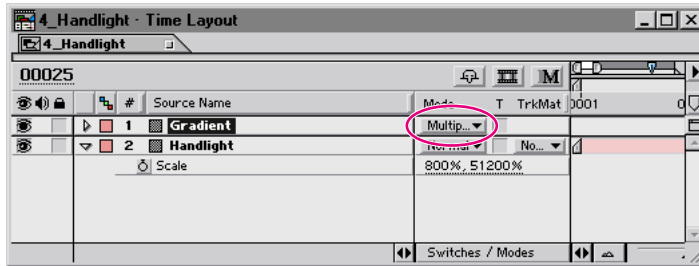 4_Handlight · Time Layout
4_Handlight
00025
M
# Source Name Mode T TrkMat 0001
1 Gradient Multip...
2 Handlight Normal No...
Scale 800%, 51200%
Switches / Modes